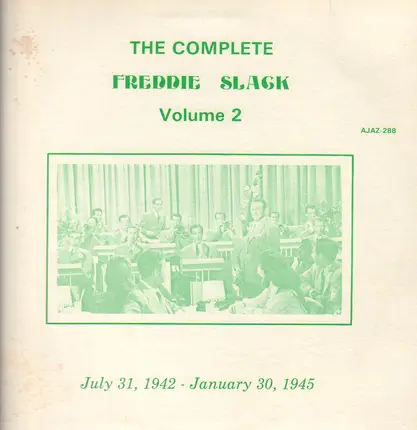 THE COMPLETE
FREDDIE SLACK
Volume 2
AJAZ-288
July 31, 1942 - January 30, 1945